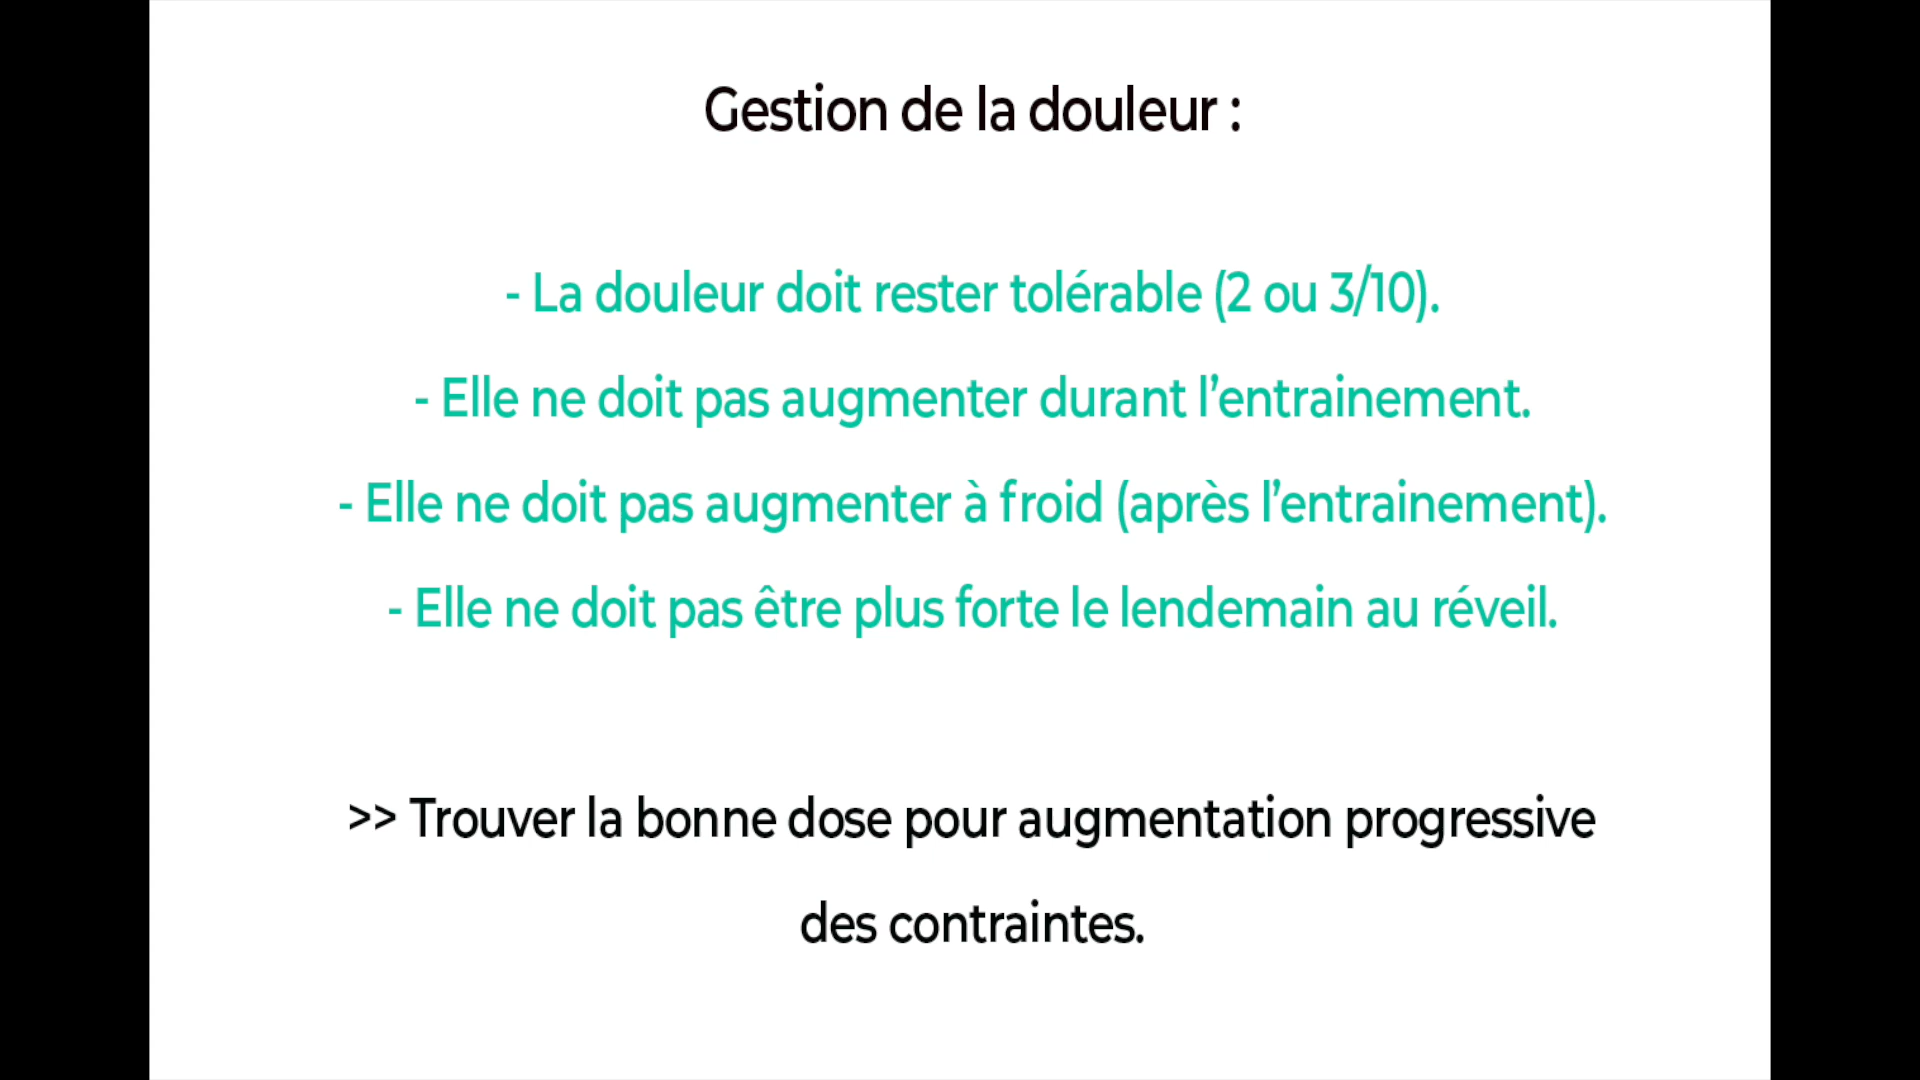 Gestion de la douleur :
- La douleur doit rester tolérable (2 ou 3/10).
- Elle ne doit pas augmenter durant l’entrainement.
- Elle ne doit pas augmenter à froid (après l’entrainement).
- Elle ne doit pas être plus forte le lendemain au réveil.
>> Trouver la bonne dose pour augmentation progressive
des contraintes.